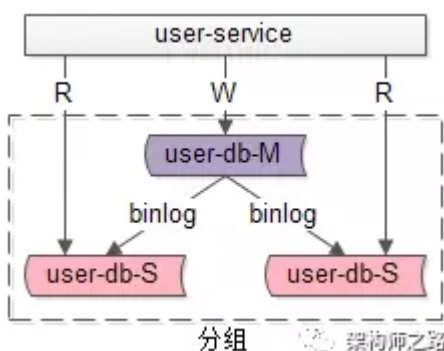 user-service
R W R
user-db-M
binlog binlog
user-db-S user-db-S
分组 架构师之路